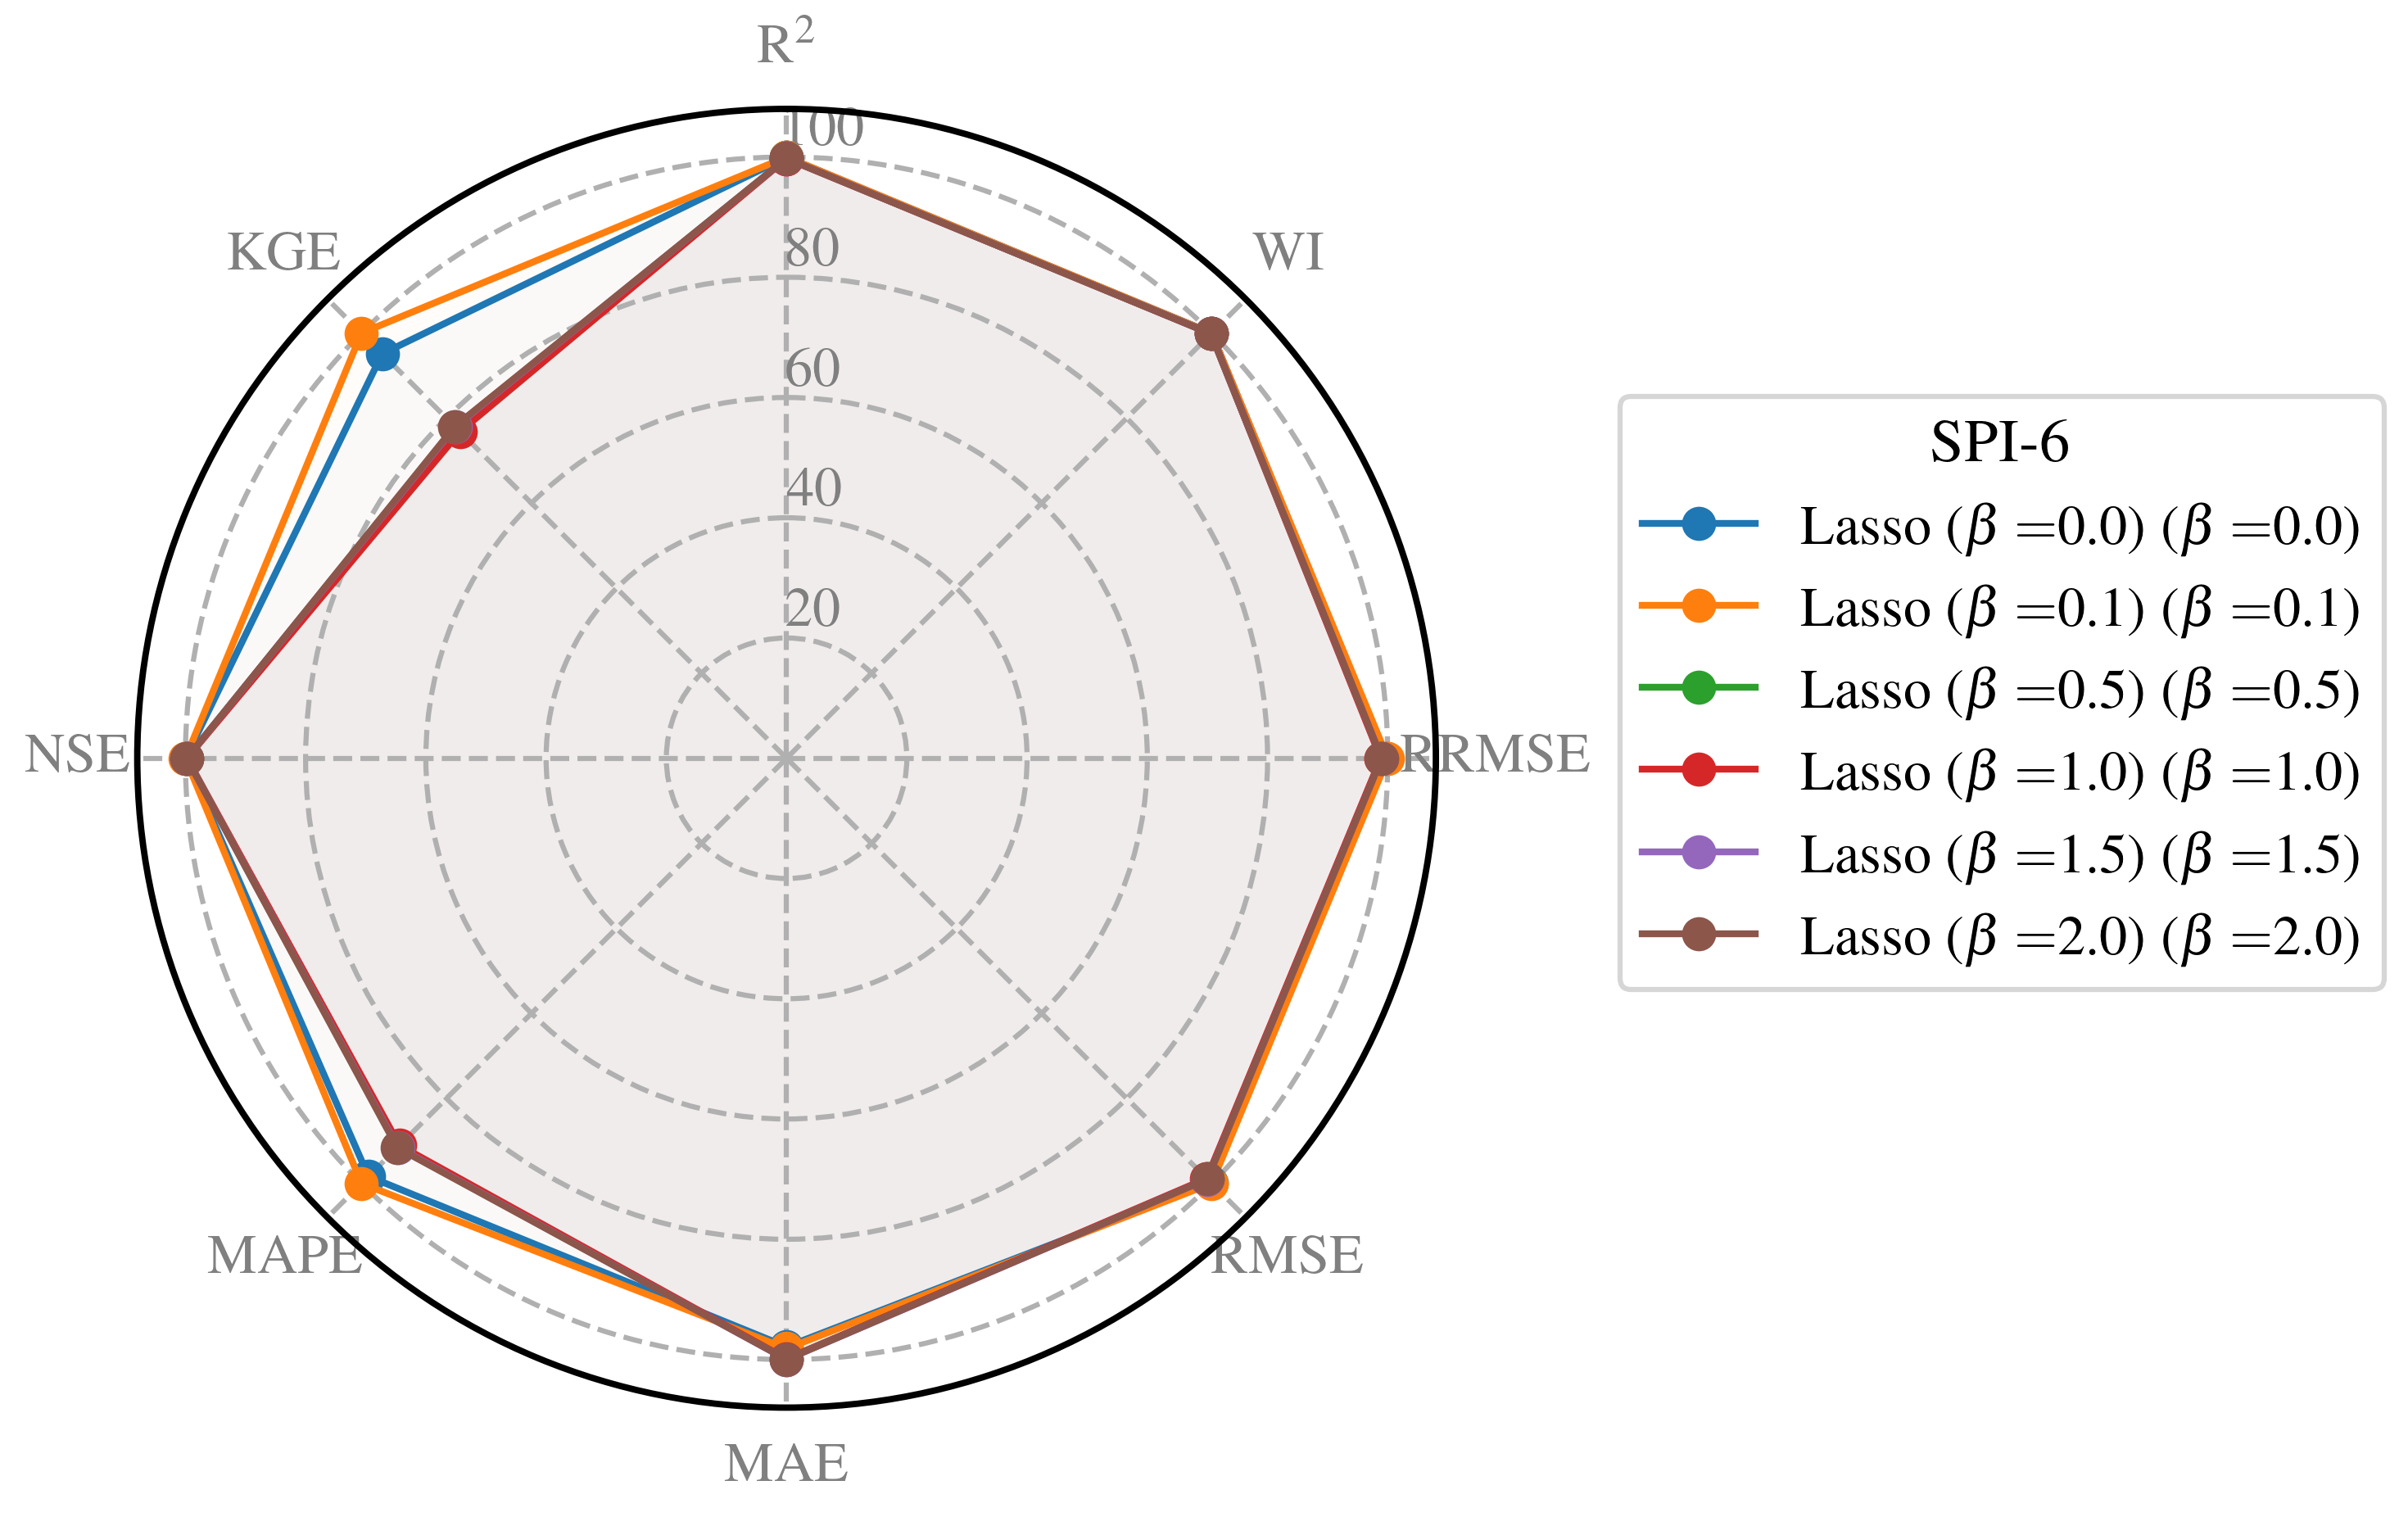 R²
100
KGE
WI
80
60
40
20
NSE
RRMSE
MAPE
RMSE
MAE
SPI-6
Lasso (β =0.0) (β =0.0)
Lasso (β =0.1) (β =0.1)
Lasso (β =0.5) (β =0.5)
Lasso (β =1.0) (β =1.0)
Lasso (β =1.5) (β =1.5)
Lasso (β =2.0) (β =2.0)